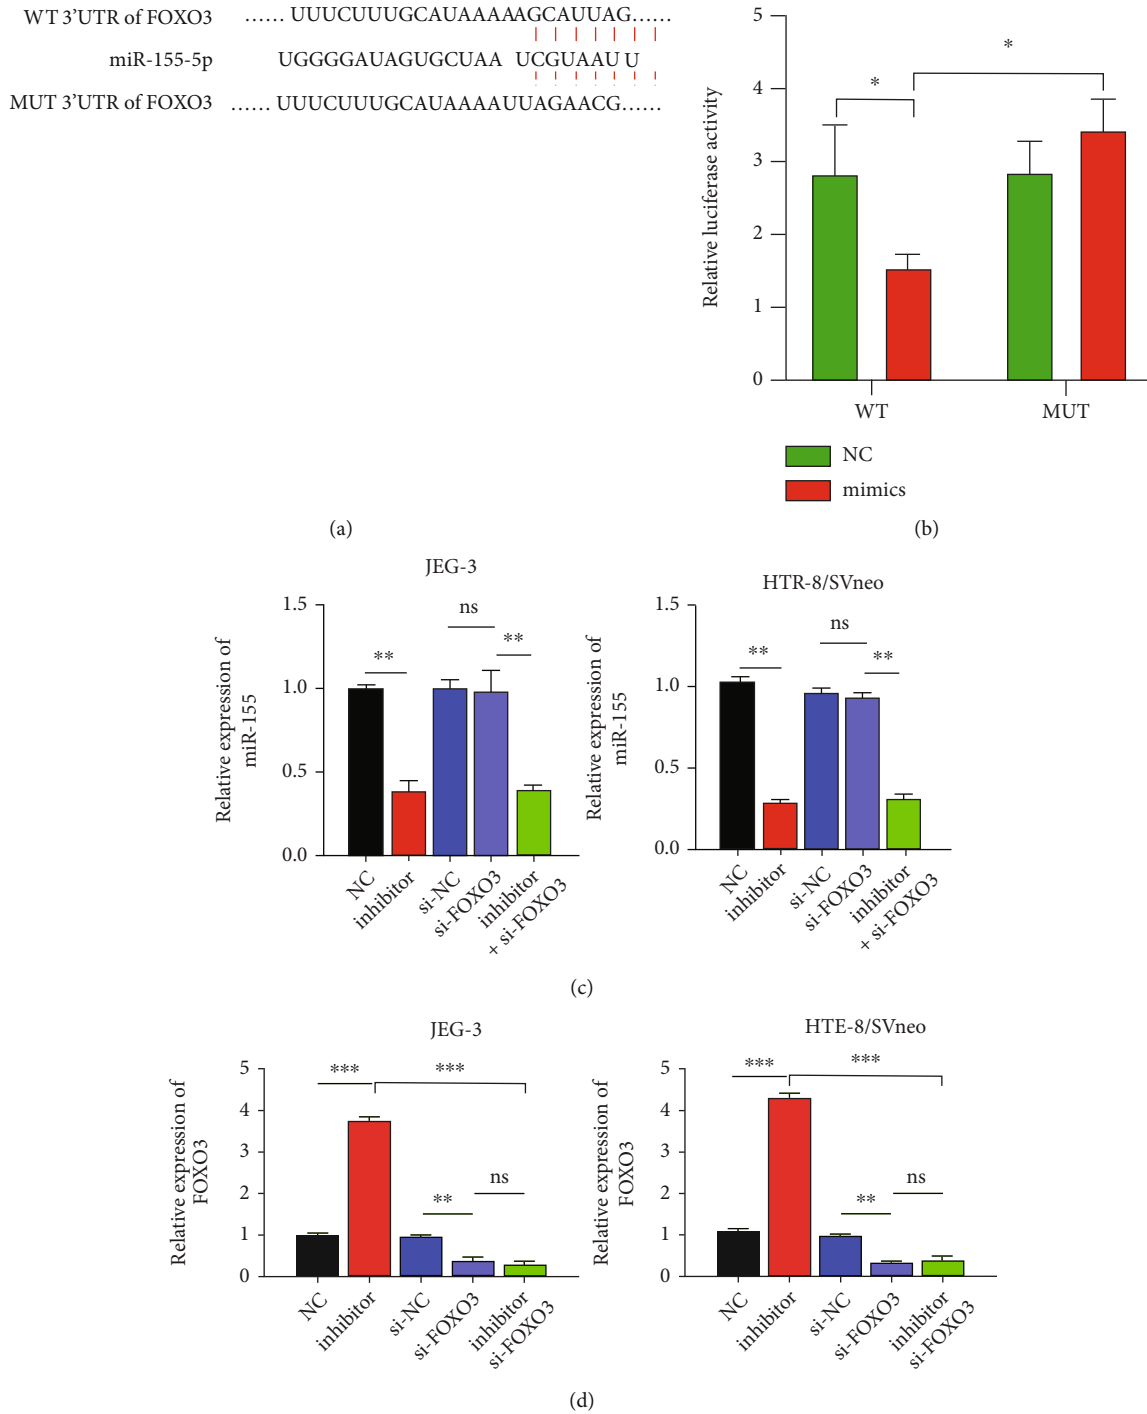 WT 3'UTR of FOXO3 ...... UUUCUUUGCAUAAAAAGCAUUAG......
miR-155-5p UGGGGAUAGUGCUAA UCGUAAU U
MUT 3'UTR of FOXO3 ...... UUUCUUUGCAUAAAAUUAGAACG......
(a)
Relative luciferase activity
5
4
3
2
1
0
*
*
WT MUT
NC
mimics
(b)
JEG-3
Relative expression of
miR-155
1.5
1.0
0.5
0.0
**
ns
**
NC
inhibitor
si-NC
si-FOXO3
inhibitor
+ si-FOXO3
HTR-8/SVneo
Relative expression of
miR-155
1.5
1.0
0.5
0.0
**
ns
**
NC
inhibitor
si-NC
si-FOXO3
inhibitor
+ si-FOXO3
(c)
JEG-3
Relative expression of
FOXO3
5
4
3
2
1
0
***
***
**
ns
NC
inhibitor
si-NC
si-FOXO3
inhibitor
si-FOXO3
HTE-8/SVneo
Relative expression of
FOXO3
5
4
3
2
1
0
***
***
**
ns
NC
inhibitor
si-NC
si-FOXO3
inhibitor
si-FOXO3
(d)